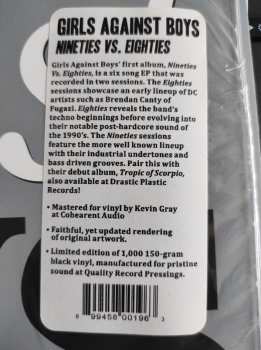 GIRLS AGAINST BOYS
NINETIES VS. EIGHTIES
Girls Against Boys' first album, Nineties
Vs. Eighties, is a six song EP that was
recorded in two sessions. The Eighties
sessions showcase an early lineup of DC
artists such as Brendan Canty of
Fugazi. Eighties reveals the band's
techno beginnings before evolving into
their notable post-hardcore sound of
the 1990's. The Nineties sessions
feature the more well known lineup
with their industrial undertones and
bass driven grooves. Pair this with
their debut album, Tropic of Scorpio,
also available at Drastic Plastic
Records!
• Mastered for vinyl by Kevin Gray
at Cohearent Audio
• Faithful, yet updated rendering
of original artwork.
• Limited edition of 1,000 150-gram
black vinyl, manufactured for pristine
sound at Quality Record Pressings.
8 99458 00196 3